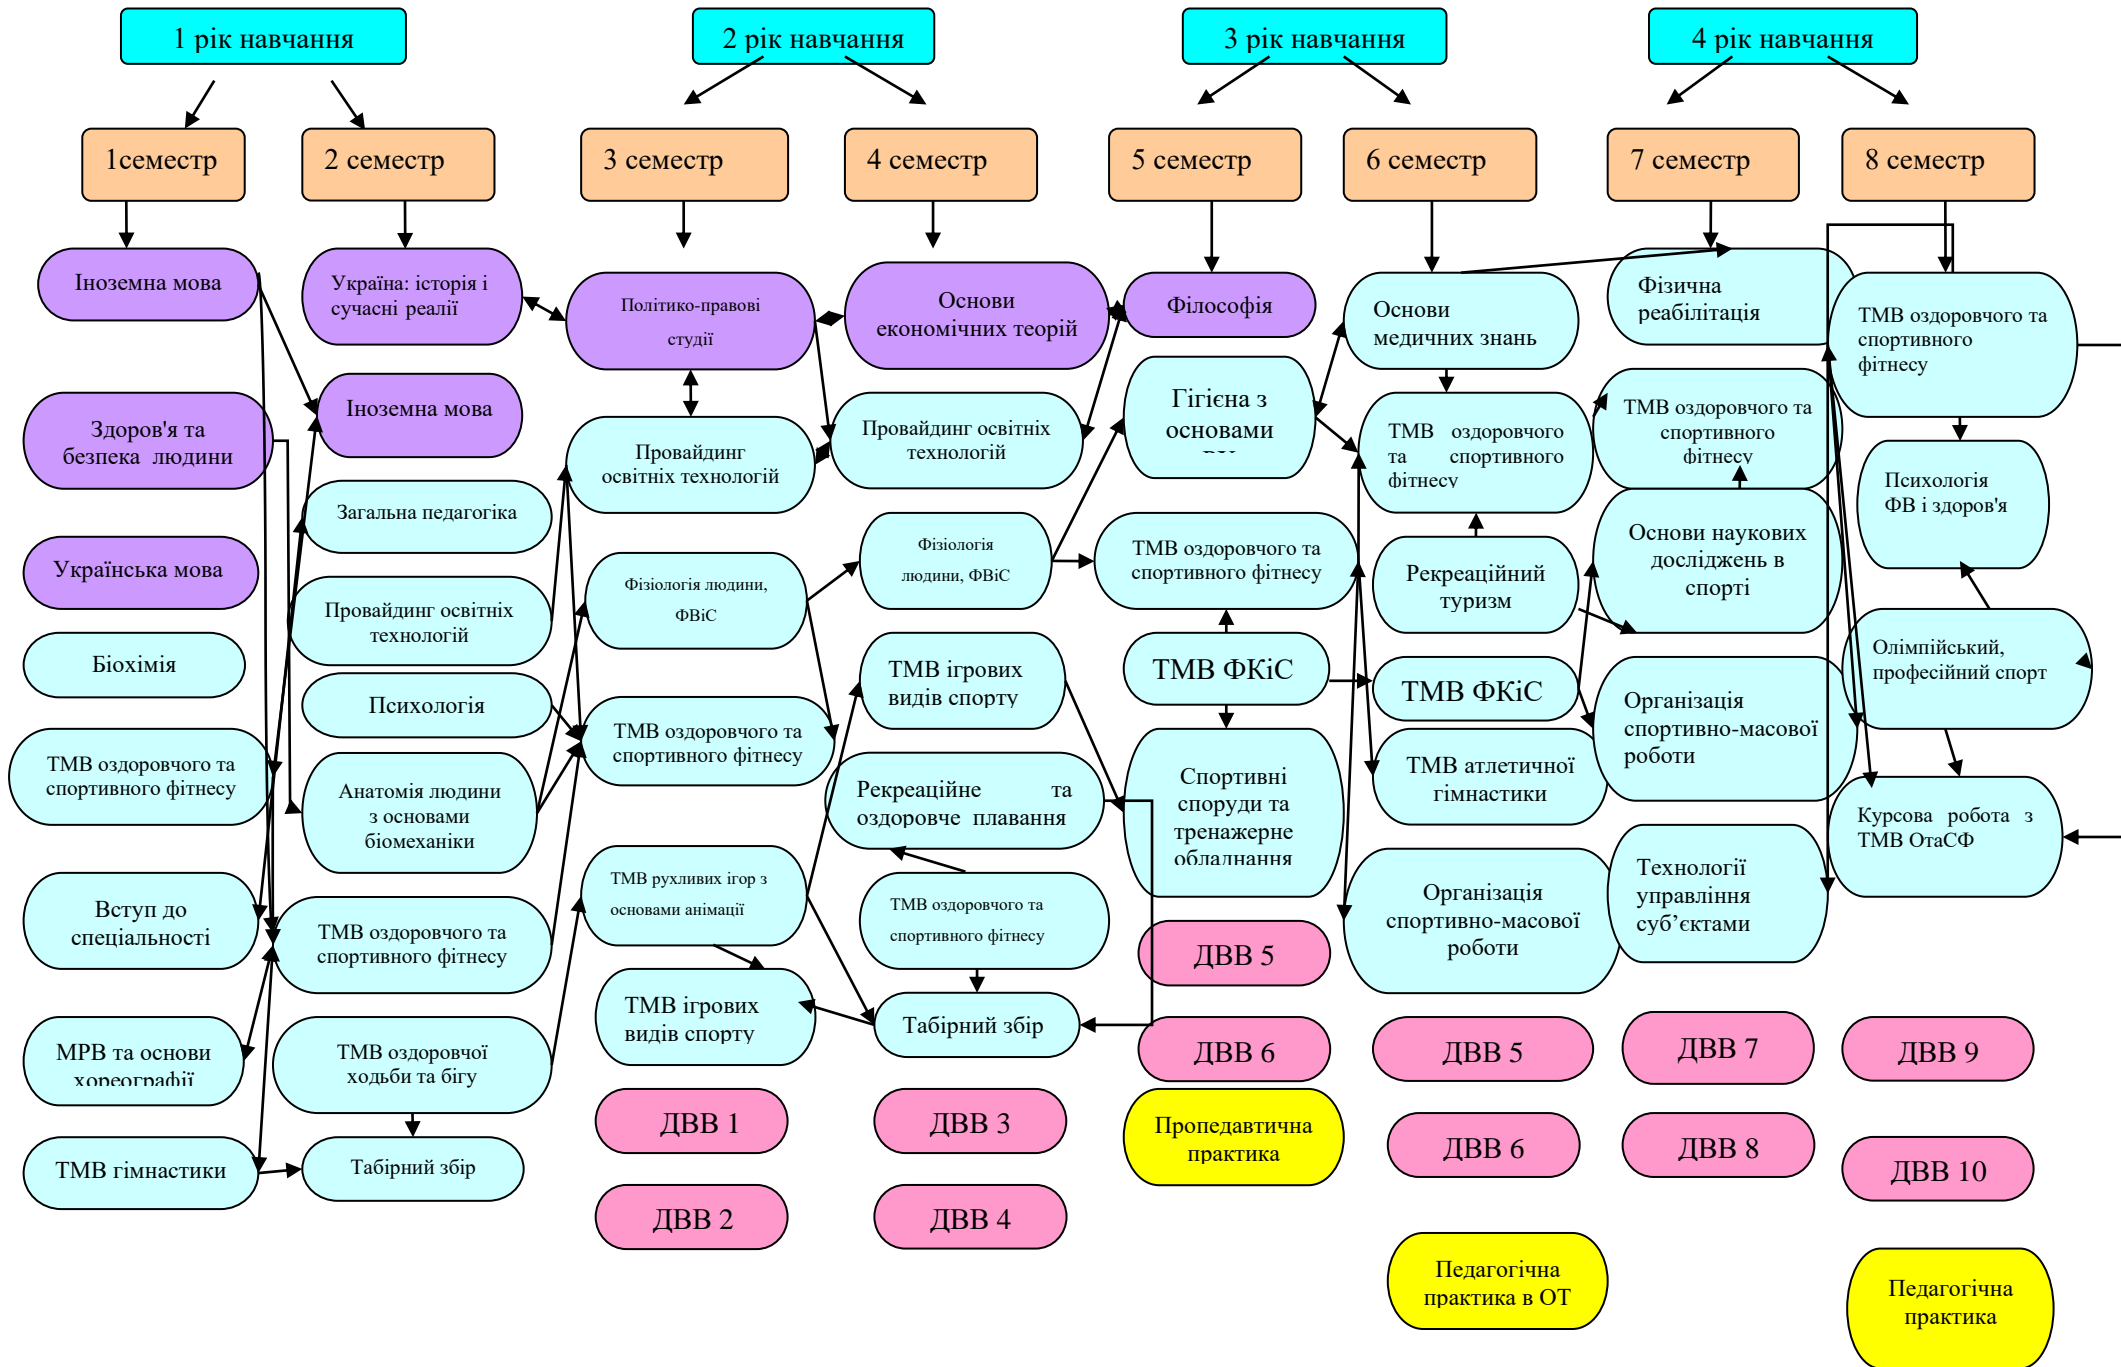 1 рік навчання
2 рік навчання
3 рік навчання
4 рік навчання
1семестр
2 семестр
3 семестр
4 семестр
5 семестр
6 семестр
7 семестр
8 семестр
Іноземна мова
Здоров'я та
безпека людини
Українська мова
Біохімія
ТМВ оздоровчого та
спортивного фітнесу
Вступ до
спеціальності
МРВ та основи
хореографії
ТМВ гімнастики
Україна: історія і
сучасні реалії
Іноземна мова
Загальна педагогіка
Провайдинг освітніх
технологій
Психологія
Анатомія людини
з основами
біомеханіки
ТМВ оздоровчого та
спортивного фітнесу
ТМВ оздоровчої
ходьби та бігу
Табірний збір
Політико-правові
студії
Провайдинг
освітніх технологій
Фізіологія людини,
ФВіС
ТМВ оздоровчого та
спортивного фітнесу
ТМВ рухливих ігор з
основами анімації
ТМВ ігрових
видів спорту
ДВВ 1
ДВВ 2
Основи
економічних теорій
Провайдинг освітніх
технологій
Фізіологія
людини, ФВіС
ТМВ ігрових
видів спорту
Рекреаційне та
оздоровче плавання
ТМВ оздоровчого та
спортивного фітнесу
Табірний збір
ДВВ 3
ДВВ 4
Філософія
Гігієна з
основами
ТМВ оздоровчого та
спортивного фітнесу
ТМВ ФКіС
Спортивні
споруди та
тренажерне
обладнання
ДВВ 5
ДВВ 6
Пропедавтична
практика
Основи
медичних знань
ТМВ оздоровчого
та спортивного
фітнесу
Рекреаційний
туризм
ТМВ ФКіС
ТМВ атлетичної
гімнастики
Організація
спортивно-масової
роботи
ДВВ 5
ДВВ 6
Педагогічна
практика в ОТ
Фізична
реабілітація
ТМВ оздоровчого та
спортивного
фітнесу
Основи наукових
досліджень в
спорті
Організація
спортивно-масової
роботи
Технології
управління
суб’єктами
ДВВ 7
ДВВ 8
ТМВ оздоровчого та
спортивного
фітнесу
Психологія
ФВ і здоров'я
Олімпійський,
професійний спорт
Курсова робота з
ТМВ ОтаСФ
ДВВ 9
ДВВ 10
Педагогічна
практика